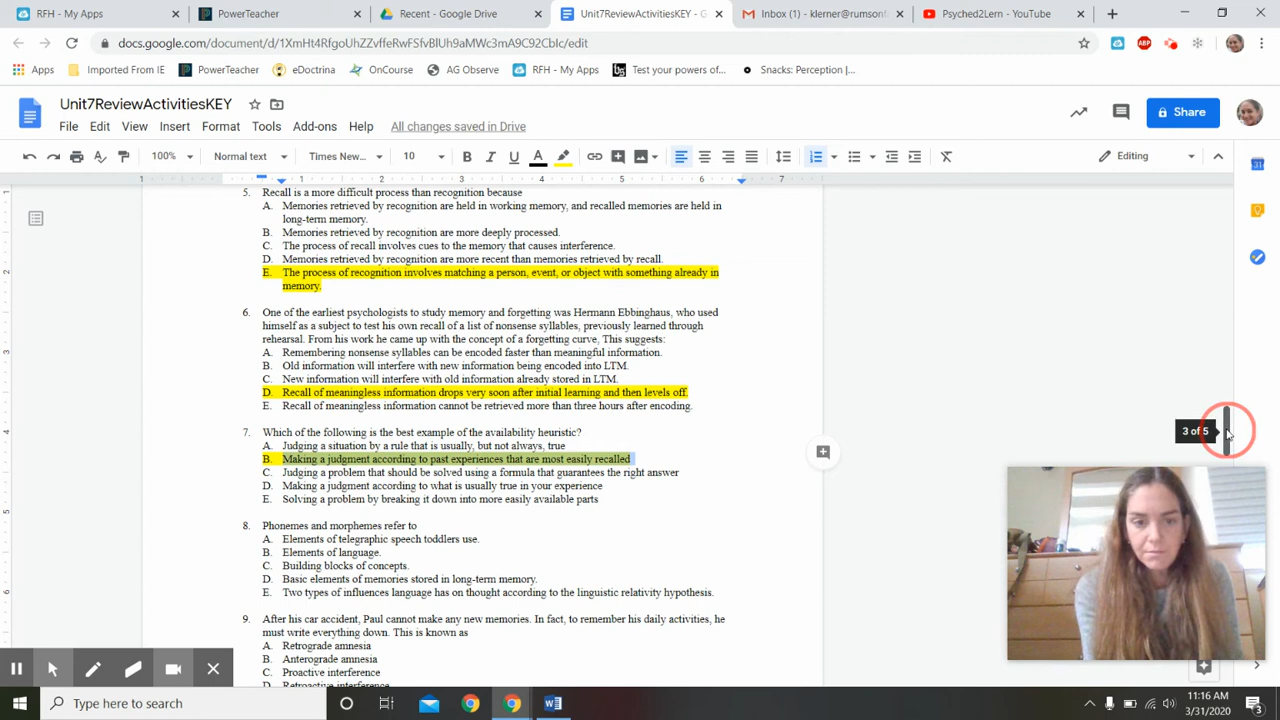 RFH - My Apps
PowerTeacher
Recent - Google Drive
Unit7ReviewActivitiesKEY - G
Inbox (1) - klerner@rumsonf
Psyched2Learn - YouTube
docs.google.com/document/d/1XmHt4RfgoUhZZvffeRwFSfvBlUh9aMWc3mA9C92CbIc/edit
Apps
Imported From IE
PowerTeacher
eDoctrina
OnCourse
AG Observe
RFH - My Apps
Test your powers of...
Snacks: Perception |...
Unit7ReviewActivitiesKEY
File Edit View Insert Format Tools Add-ons Help All changes saved in Drive
Share
100% Normal text Times New... 10 B I U A Editing
1 1 2 3 4 5 6 7
5. Recall is a more difficult process than recognition because
A. Memories retrieved by recognition are held in working memory, and recalled memories are held in
long-term memory.
B. Memories retrieved by recognition are more deeply processed.
C. The process of recall involves cues to the memory that causes interference.
D. Memories retrieved by recognition are more recent than memories retrieved by recall.
E. The process of recognition involves matching a person, event, or object with something already in
memory.
6. One of the earliest psychologists to study memory and forgetting was Hermann Ebbinghaus, who used
himself as a subject to test his own recall of a list of nonsense syllables, previously learned through
rehearsal. From his work he came up with the concept of a forgetting curve, This suggests:
A. Remembering nonsense syllables can be encoded faster than meaningful information.
B. Old information will interfere with new information being encoded into LTM.
C. New information will interfere with old information already stored in LTM.
D. Recall of meaningless information drops very soon after initial learning and then levels off.
E. Recall of meaningless information cannot be retrieved more than three hours after encoding.
7. Which of the following is the best example of the availability heuristic?
A. Judging a situation by a rule that is usually, but not always, true
B. Making a judgment according to past experiences that are most easily recalled
C. Judging a problem that should be solved using a formula that guarantees the right answer
D. Making a judgment according to what is usually true in your experience
E. Solving a problem by breaking it down into more easily available parts
8. Phonemes and morphemes refer to
A. Elements of telegraphic speech toddlers use.
B. Elements of language.
C. Building blocks of concepts.
D. Basic elements of memories stored in long-term memory.
E. Two types of influences language has on thought according to the linguistic relativity hypothesis.
9. After his car accident, Paul cannot make any new memories. In fact, to remember his daily activities, he
must write everything down. This is known as
A. Retrograde amnesia
B. Anterograde amnesia
C. Proactive interference
D. Retroactive interference
3 of 5
Type here to search
11:16 AM
3/31/2020